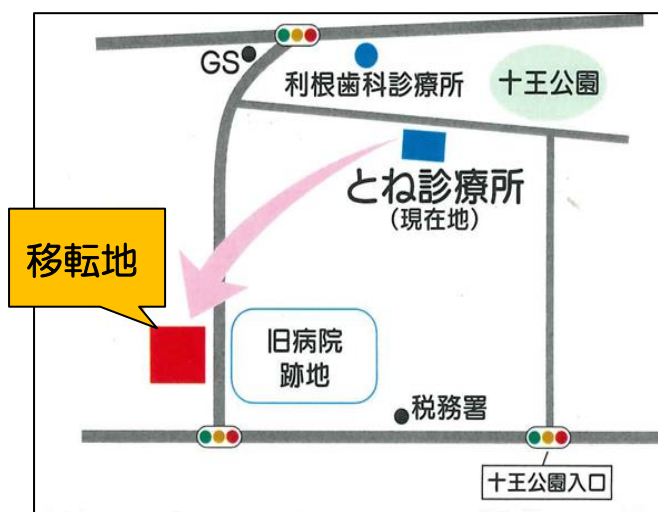 GS
利根歯科診療所
十王公園
とね診療所
(現在地)
移転地
旧病院
跡地
税務署
十王公園入口